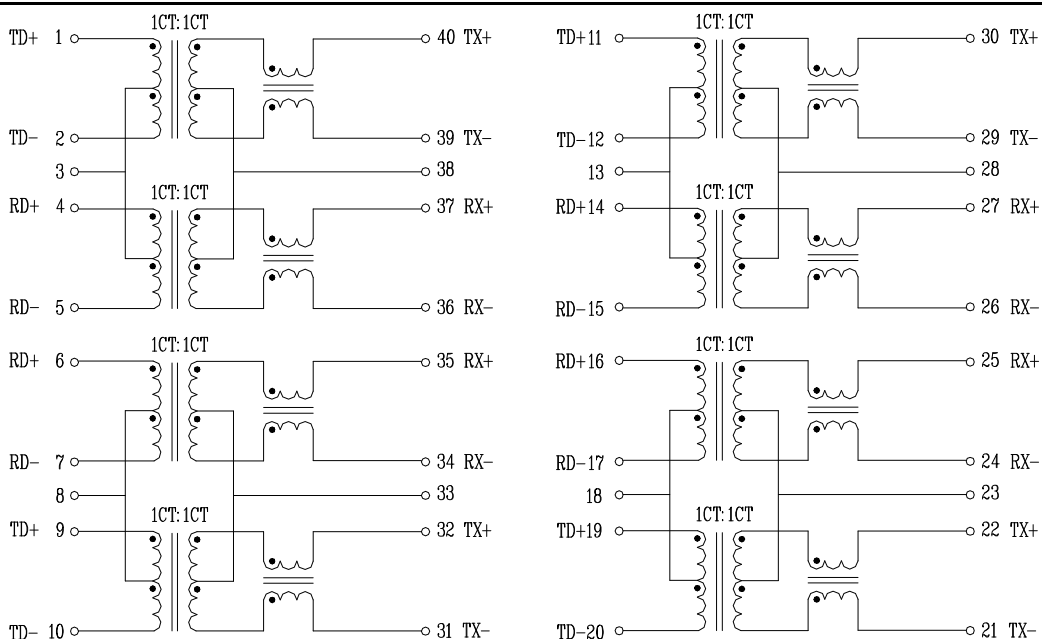 1CT:1CT 1CT:1CT
TD+ 1 40 TX+ TD+11 30 TX+
TD- 2 39 TX- TD-12 29 TX-
3 38 13 28
1CT:1CT 1CT:1CT
RD+ 4 37 RX+ RD+14 27 RX+
RD- 5 36 RX- RD-15 26 RX-
1CT:1CT 1CT:1CT
RD+ 6 35 RX+ RD+16 25 RX+
RD- 7 34 RX- RD-17 24 RX-
8 33 18 23
1CT:1CT 1CT:1CT
TD+ 9 32 TX+ TD+19 22 TX+
TD- 10 31 TX- TD-20 21 TX-